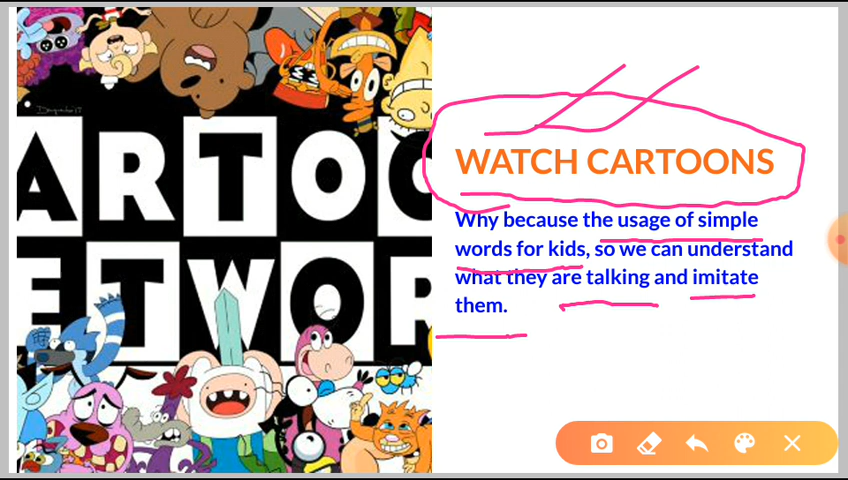 ARTOO
ETWOR
WATCH CARTOONS
Why because the usage of simple
words for kids, so we can understand
what they are talking and imitate
them.